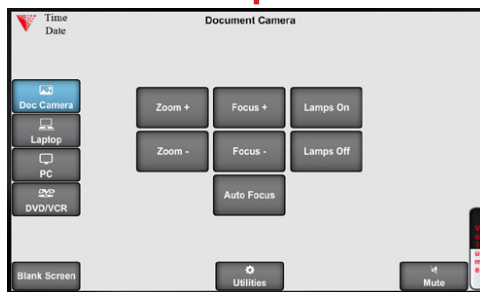 Time
Date
Document Camera
Doc Camera
Laptop
PC
DVD
DVD/VCR
Zoom +
Focus +
Lamps On
Zoom -
Focus -
Lamps Off
Auto Focus
Blank Screen
Utilities
Mute